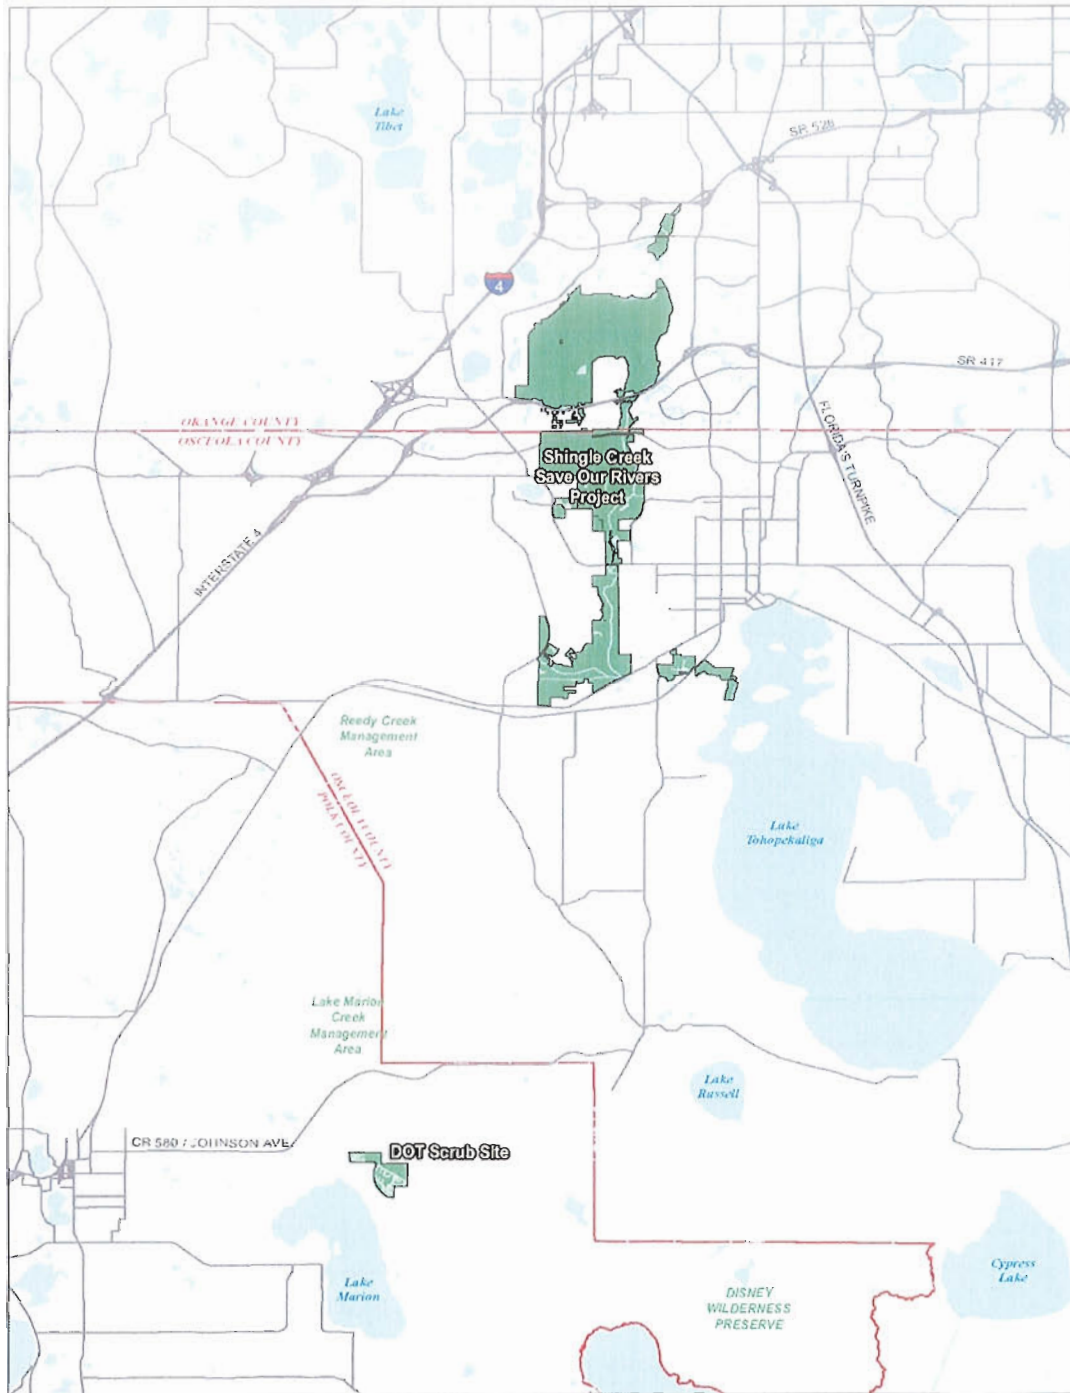 Lake
Tibet
SR 528
4
SR 417
ORANGE COUNTY
OSCEOLA COUNTY
FLORIDA'S TURNPIKE
Shingle Creek
Save Our Rivers
Project
INTERSTATE 4
Reedy Creek
Management
Area
OSCEOLA COUNTY
POLK COUNTY
Lake
Tohopekaliga
Lake Marion
Creek
Management
Area
Lake
Russell
CR 580 / JOHNSON AVE.
DOT Scrub Site
Lake
Marion
DISNEY
WILDERNESS
PRESERVE
Cypress
Lake